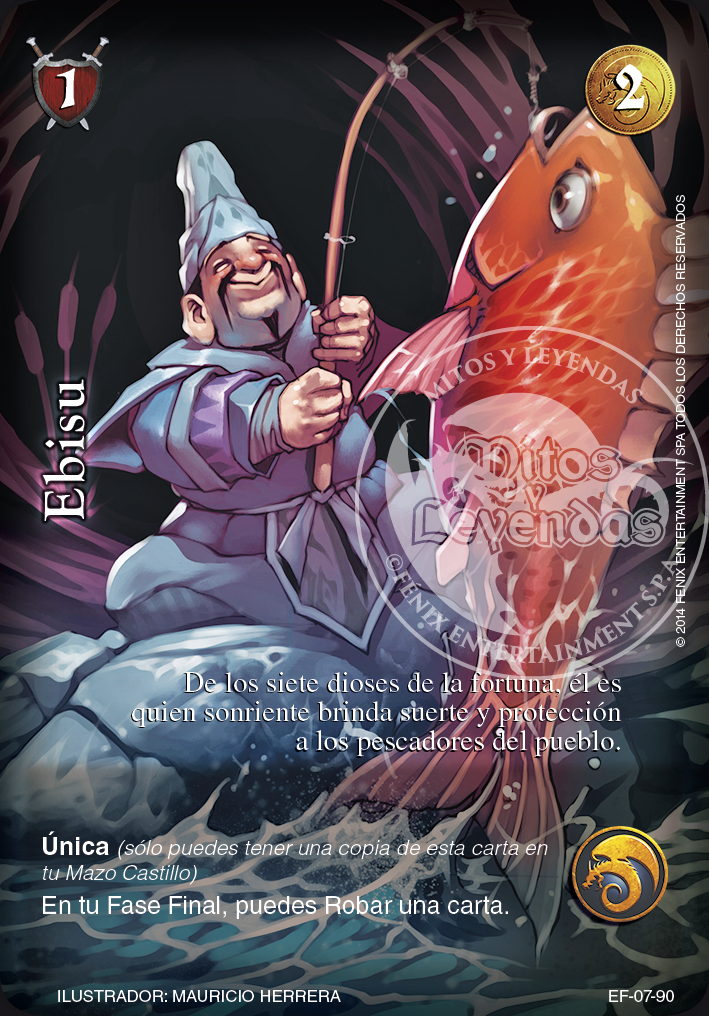 1
2
Ebisu
© 2014 FENIX ENTERTAINMENT SPA TODOS LOS DERECHOS RESERVADOS
MITOS Y LEYENDAS
Mitos
y
Leyendas
©FENIX ENTERTAINMENT S.P.A
De los siete dioses de la fortuna, él es
quien sonriente brinda suerte y protección
a los pescadores del pueblo.
Única (sólo puedes tener una copia de esta carta en
tu Mazo Castillo)
En tu Fase Final, puedes Robar una carta.
ILUSTRADOR: MAURICIO HERRERA
EF-07-90